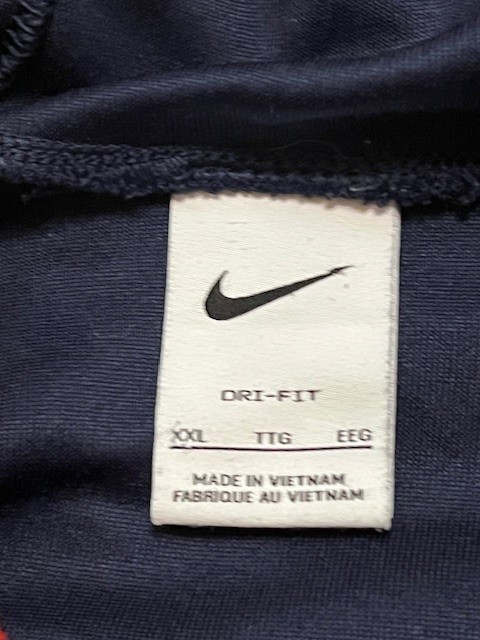 DRI-FIT
XXL TTG EEG
MADE IN VIETNAM
FABRIQUE AU VIETNAM